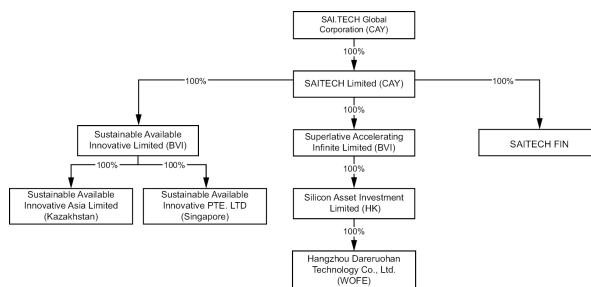 SAI.TECH Global
Corporation (CAY)
100%
SAITECH Limited (CAY)
100%
100%
100%
Sustainable Available
Innovative Limited (BVI)
Superlative Accelerating
Infinite Limited (BVI)
SAITECH FIN
100%
100%
100%
Sustainable Available
Innovative Asia Limited
(Kazakhstan)
Sustainable Available
Innovative PTE. LTD
(Singapore)
Silicon Asset Investment
Limited (HK)
100%
Hangzhou Dareruohan
Technology Co., Ltd.
(WOFE)